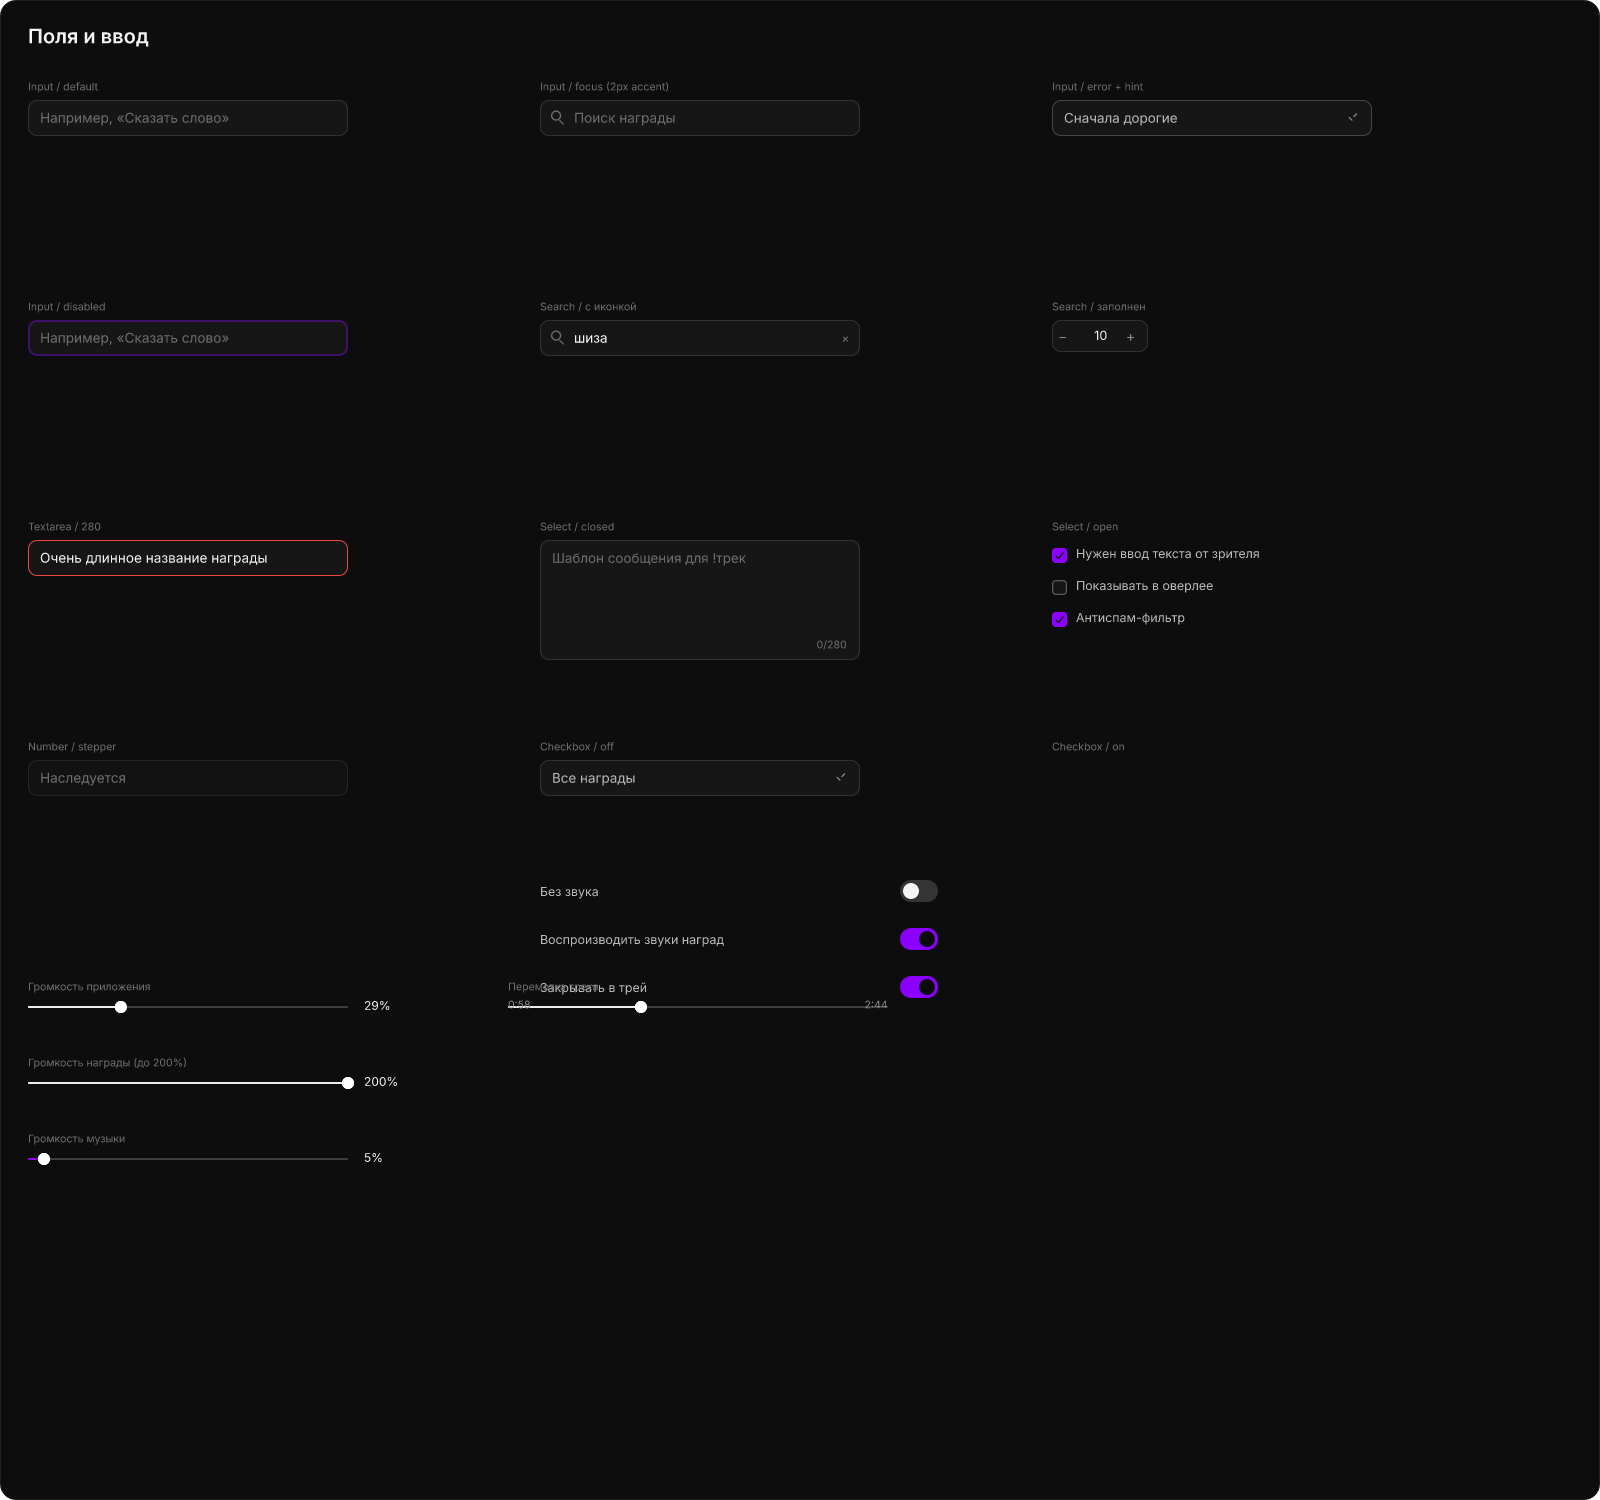 Поля и ввод
Input / default
Input / focus (2px accent)
Input / error + hint
Например, «Сказать слово»
Поиск награды
Сначала дорогие
Input / disabled
Search / с иконкой
Search / заполнен
Например, «Сказать слово»
шиза
×
− 10 +
Textarea / 280
Select / closed
Select / open
Очень длинное название награды
Шаблон сообщения для !трек
0/280
Нужен ввод текста от зрителя
Показывать в оверлее
Антиспам-фильтр
Number / stepper
Checkbox / off
Checkbox / on
Наследуется
Все награды
Без звука
Воспроизводить звуки наград
Закрывать в трей
Громкость приложения
29%
0:58
2:44
Громкость награды (до 200%)
200%
Громкость музыки
5%